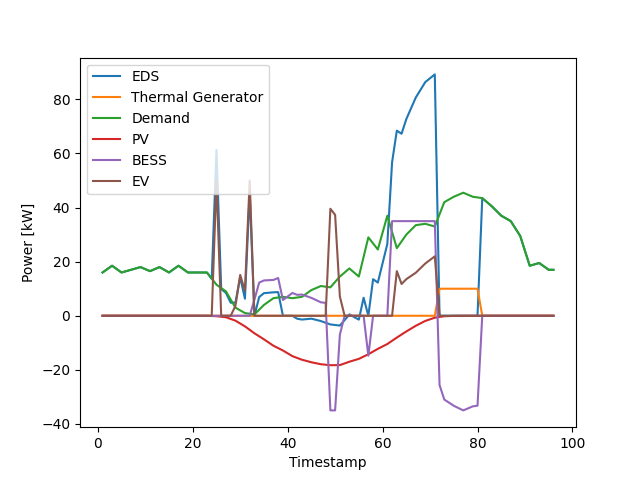 EDS
Thermal Generator
Demand
PV
BESS
EV
Power [kW]
80
60
40
20
0
−20
−40
0 20 40 60 80 100
Timestamp